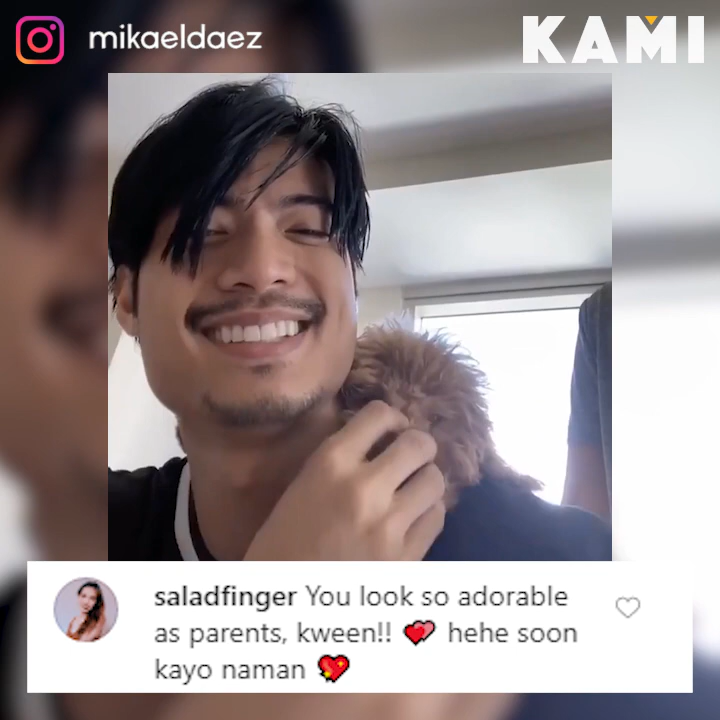 mikaeldaez
KAMI
saladfinger You look so adorable
as parents, kween!! 💞 hehe soon
kayo naman 💖